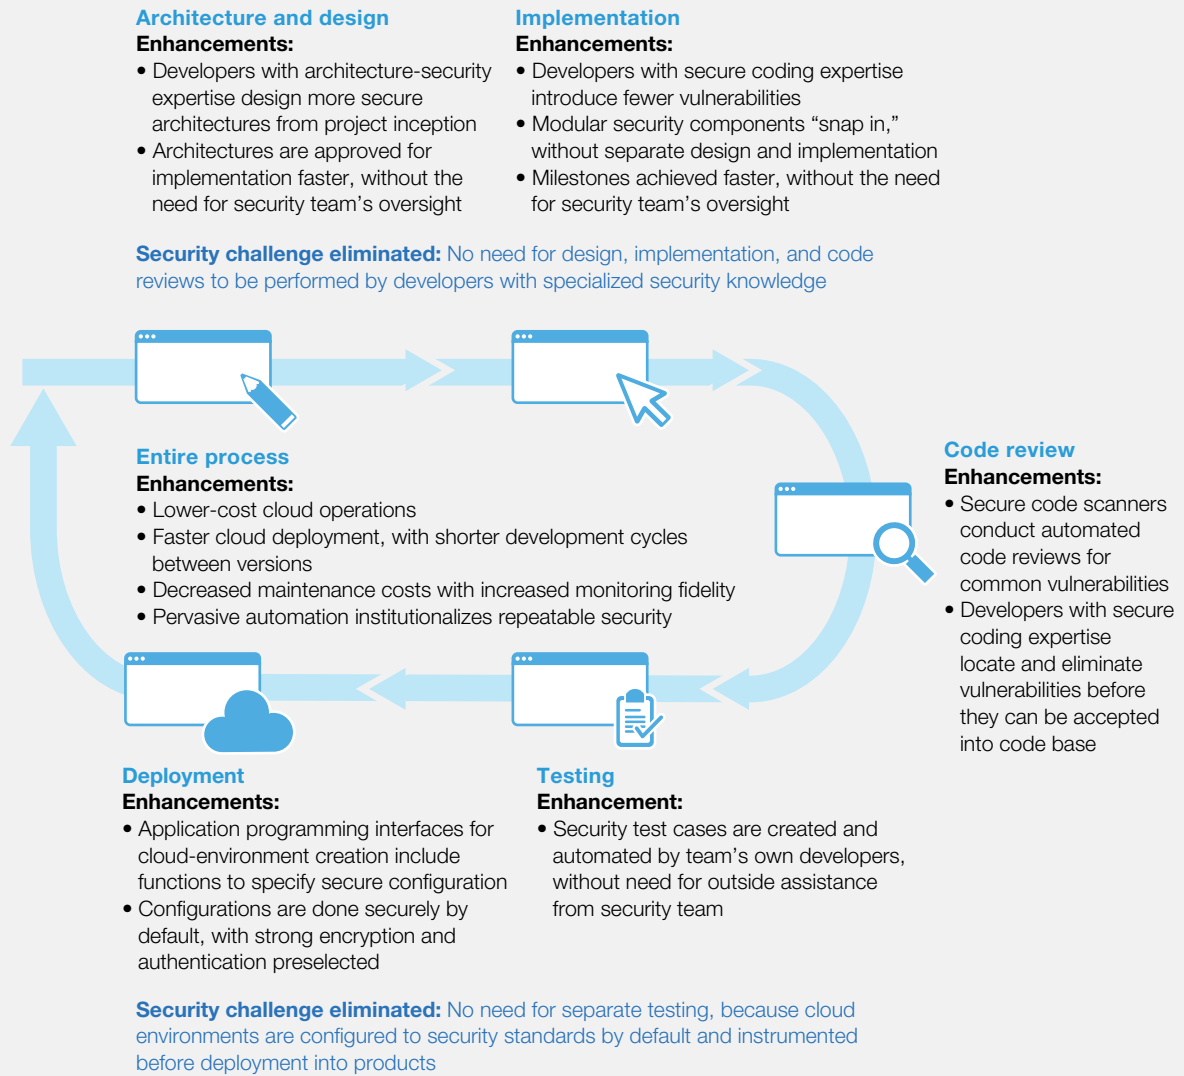 Architecture and design
Enhancements:
• Developers with architecture-security
expertise design more secure
architectures from project inception
• Architectures are approved for
implementation faster, without the
need for security team’s oversight
Implementation
Enhancements:
• Developers with secure coding expertise
introduce fewer vulnerabilities
• Modular security components “snap in,”
without separate design and implementation
• Milestones achieved faster, without the need
for security team’s oversight
Security challenge eliminated: No need for design, implementation, and code
reviews to be performed by developers with specialized security knowledge
Entire process
Enhancements:
• Lower-cost cloud operations
• Faster cloud deployment, with shorter development cycles
between versions
• Decreased maintenance costs with increased monitoring fidelity
• Pervasive automation institutionalizes repeatable security
Code review
Enhancements:
• Secure code scanners
conduct automated
code reviews for
common vulnerabilities
• Developers with secure
coding expertise
locate and eliminate
vulnerabilities before
they can be accepted
into code base
Deployment
Enhancements:
• Application programming interfaces for
cloud-environment creation include
functions to specify secure configuration
• Configurations are done securely by
default, with strong encryption and
authentication preselected
Testing
Enhancement:
• Security test cases are created and
automated by team’s own developers,
without need for outside assistance
from security team
Security challenge eliminated: No need for separate testing, because cloud
environments are configured to security standards by default and instrumented
before deployment into products